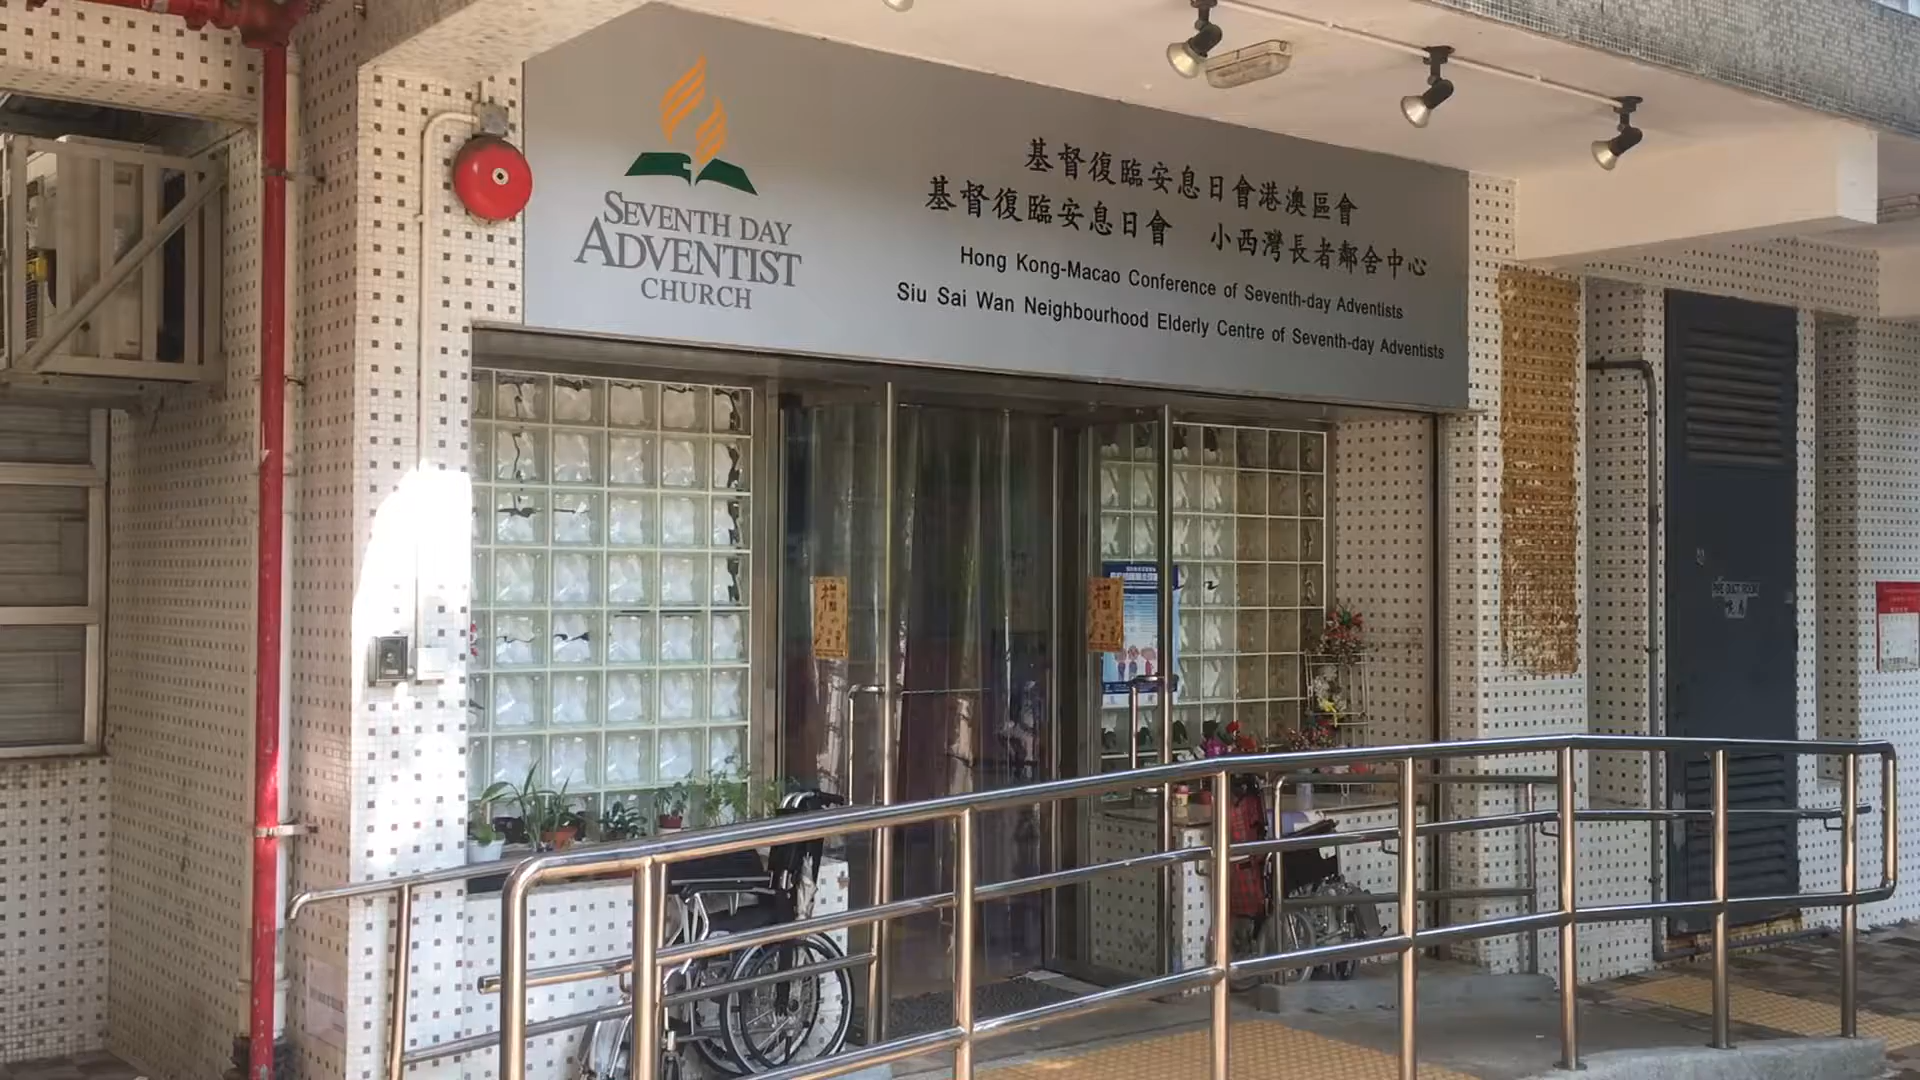 SEVENTH DAY
ADVENTIST
CHURCH
基督復臨安息日會港澳區會
基督復臨安息日會 小西灣長者鄰舍中心
Hong Kong-Macao Conference of Seventh-day Adventists
Siu Sai Wan Neighbourhood Elderly Centre of Seventh-day Adventists